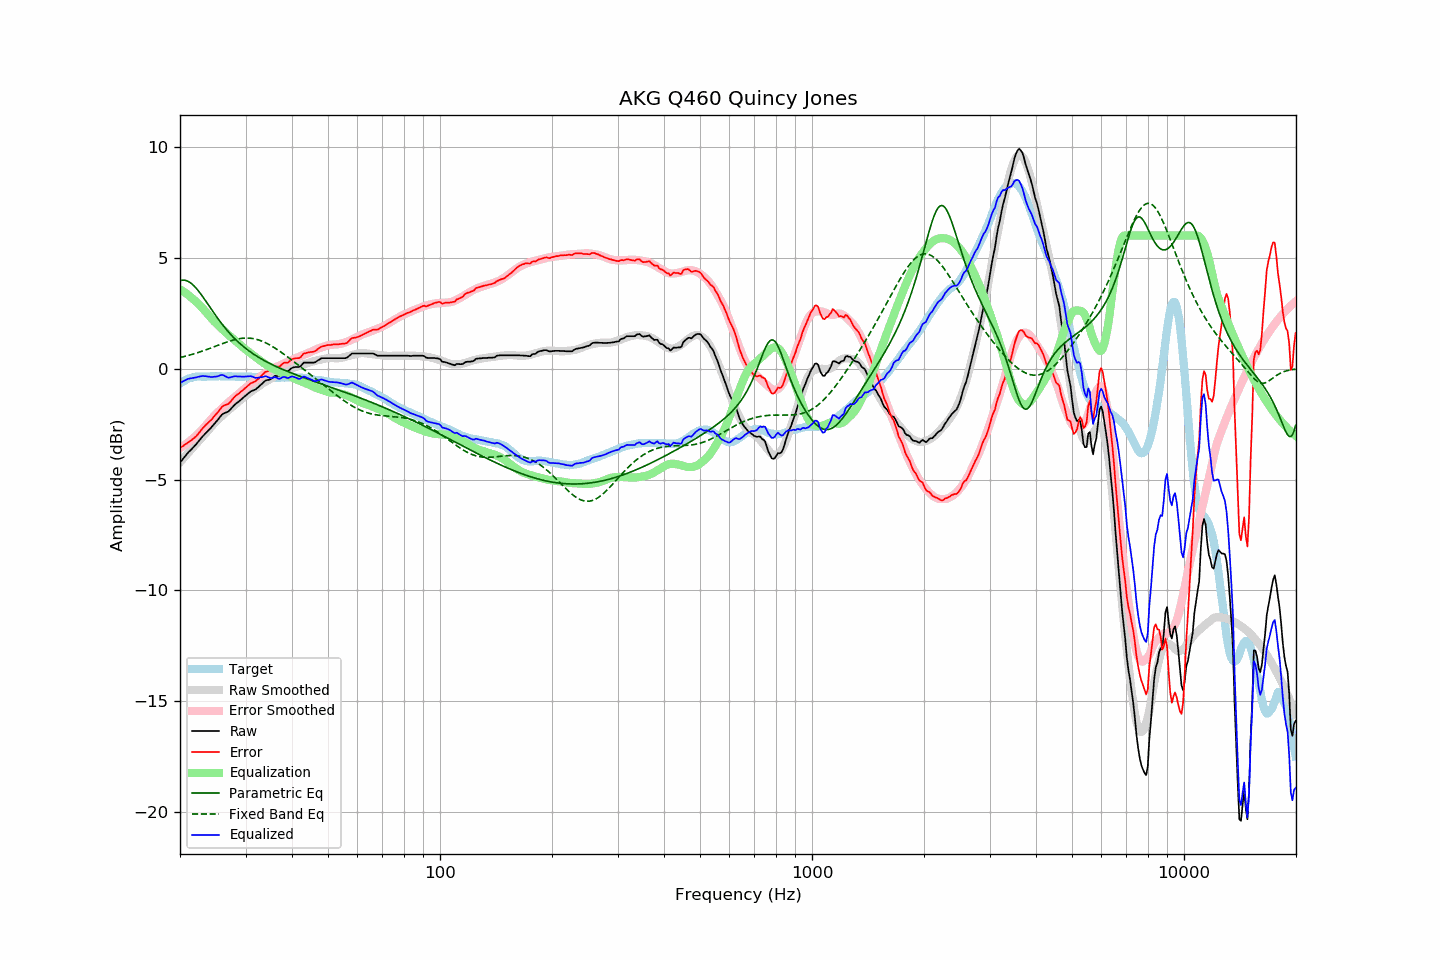 AKG Q460 Quincy Jones
10
5
0
−5
−10
−15
−20
Amplitude (dBr)
Target
Raw Smoothed
Error Smoothed
Raw
Error
Equalization
Parametric Eq
Fixed Band Eq
Equalized
100
1000
10000
Frequency (Hz)